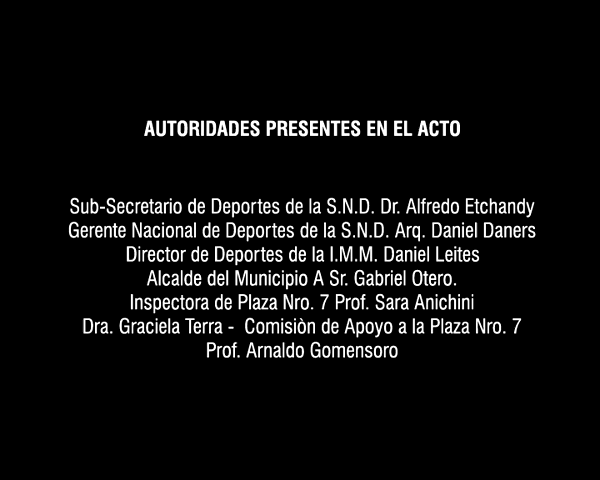 AUTORIDADES PRESENTES EN EL ACTO
Sub-Secretario de Deportes de la S.N.D. Dr. Alfredo Etchandy
Gerente Nacional de Deportes de la S.N.D. Arq. Daniel Daners
Director de Deportes de la I.M.M. Daniel Leites
Alcalde del Municipio A Sr. Gabriel Otero.
Inspectora de Plaza Nro. 7 Prof. Sara Anichini
Dra. Graciela Terra -  Comisiòn de Apoyo a la Plaza Nro. 7
Prof. Arnaldo Gomensoro